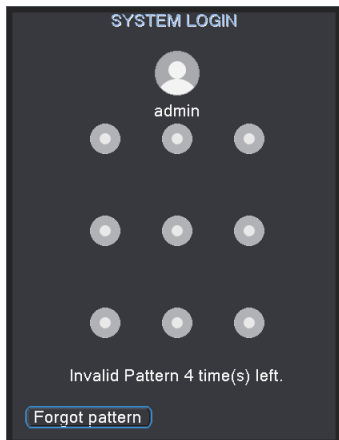 SYSTEM LOGIN
admin
Invalid Pattern 4 time(s) left.
Forgot pattern